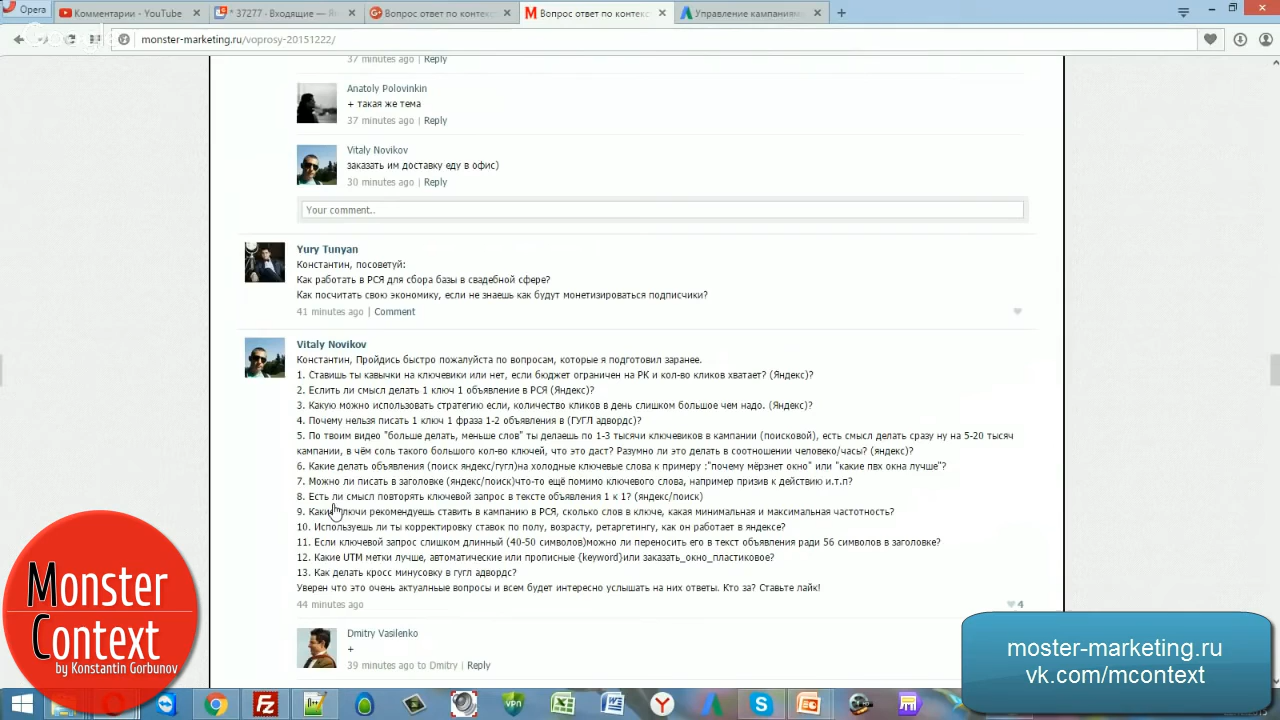 Opera
Комментарии - YouTube
* 37277 - Входящие —
Вопрос ответ по контекс
Вопрос ответ по контекс
Управление кампаниями
monster-marketing.ru/voprosy-20151222/
37 minutes ago | Reply
Anatoly Polovinkin
+ такая же тема
37 minutes ago | Reply
Vitaly Novikov
заказать им доставку еду в офис)
30 minutes ago | Reply
Your comment..
Yury Tunyan
Константин, посоветуй:
Как работать в РСЯ для сбора базы в свадебной сфере?
Как посчитать свою экономику, если не знаешь как будут монетизироваться подписчики?
41 minutes ago | Comment
Vitaly Novikov
Константин, Пройдись быстро пожалуйста по вопросам, которые я подготовил заранее.
1. Ставишь ты кавычки на ключевики или нет, если бюджет ограничен на РК и кол-во кликов хватает? (Яндекс)?
2. Еслить ли смысл делать 1 ключ 1 объявление в РСЯ (Яндекс)?
3. Какую можно использовать стратегию если, количество кликов в день слишком большое чем надо. (Яндекс)?
4. Почему нельзя писать 1 ключ 1 фраза 1-2 объявления в (ГУГЛ адвордс)?
5. По твоим видео "больше делать, меньше слов" ты делаешь по 1-3 тысячи ключевиков в кампании (поисковой), есть смысл делать сразу ну на 5-20 тысяч
кампании, в чём соль такого большого кол-во ключей, что это даст? Разумно ли это делать в соотношении человеко/часы? (яндекс)?
6. Какие делать объявления (поиск яндекс/гугл)на холодные ключевые слова к примеру :"почему мёрзнет окно" или "какие пвх окна лучше"?
7. Можно ли писать в заголовке (яндекс/поиск)что-то ещё помимо ключевого слова, например призив к действию и.т.п?
8. Есть ли смысл повторять ключевой запрос в тексте объявления 1 к 1? (яндекс/поиск)
9. Какие ключи рекомендуешь ставить в кампанию в РСЯ, сколько слов в ключе, какая минимальная и максимальная частотность?
10. Используешь ли ты корректировку ставок по полу, возрасту, ретаргетингу, как он работает в яндексе?
11. Если ключевой запрос слишком длинный (40-50 символов)можно ли переносить его в текст объявления ради 56 символов в заголовке?
12. Какие UTM метки лучше, автоматические или прописные {keyword}или заказать_окно_пластиковое?
13. Как делать кросс минусовку в гугл адвордс?
Уверен что это очень актуальные вопросы и всем будет интересно услышать на них ответы. Кто за? Ставьте лайк!
44 minutes ago
4
Dmitry Vasilenko
+
39 minutes ago to Dmitry | Reply
Monster
Context
by Konstantin Gorbunov
moster-marketing.ru
vk.com/mcontext